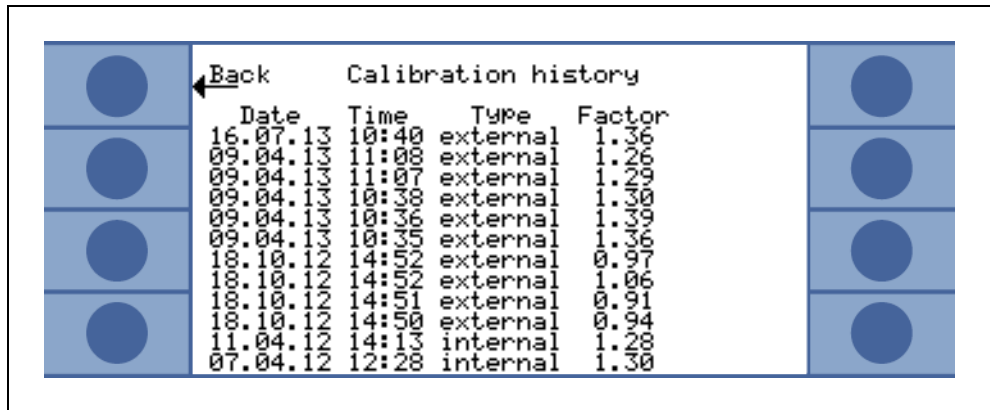 Back Calibration history
Date Time Type Factor
16.07.13 10:40 external 1.36
09.04.13 11:08 external 1.26
09.04.13 11:07 external 1.29
09.04.13 10:38 external 1.30
09.04.13 10:36 external 1.39
09.04.13 10:35 external 1.36
18.10.12 14:52 external 0.97
18.10.12 14:52 external 1.06
18.10.12 14:51 external 0.91
18.10.12 14:50 external 0.94
11.04.12 14:13 internal 1.28
07.04.12 12:28 internal 1.30